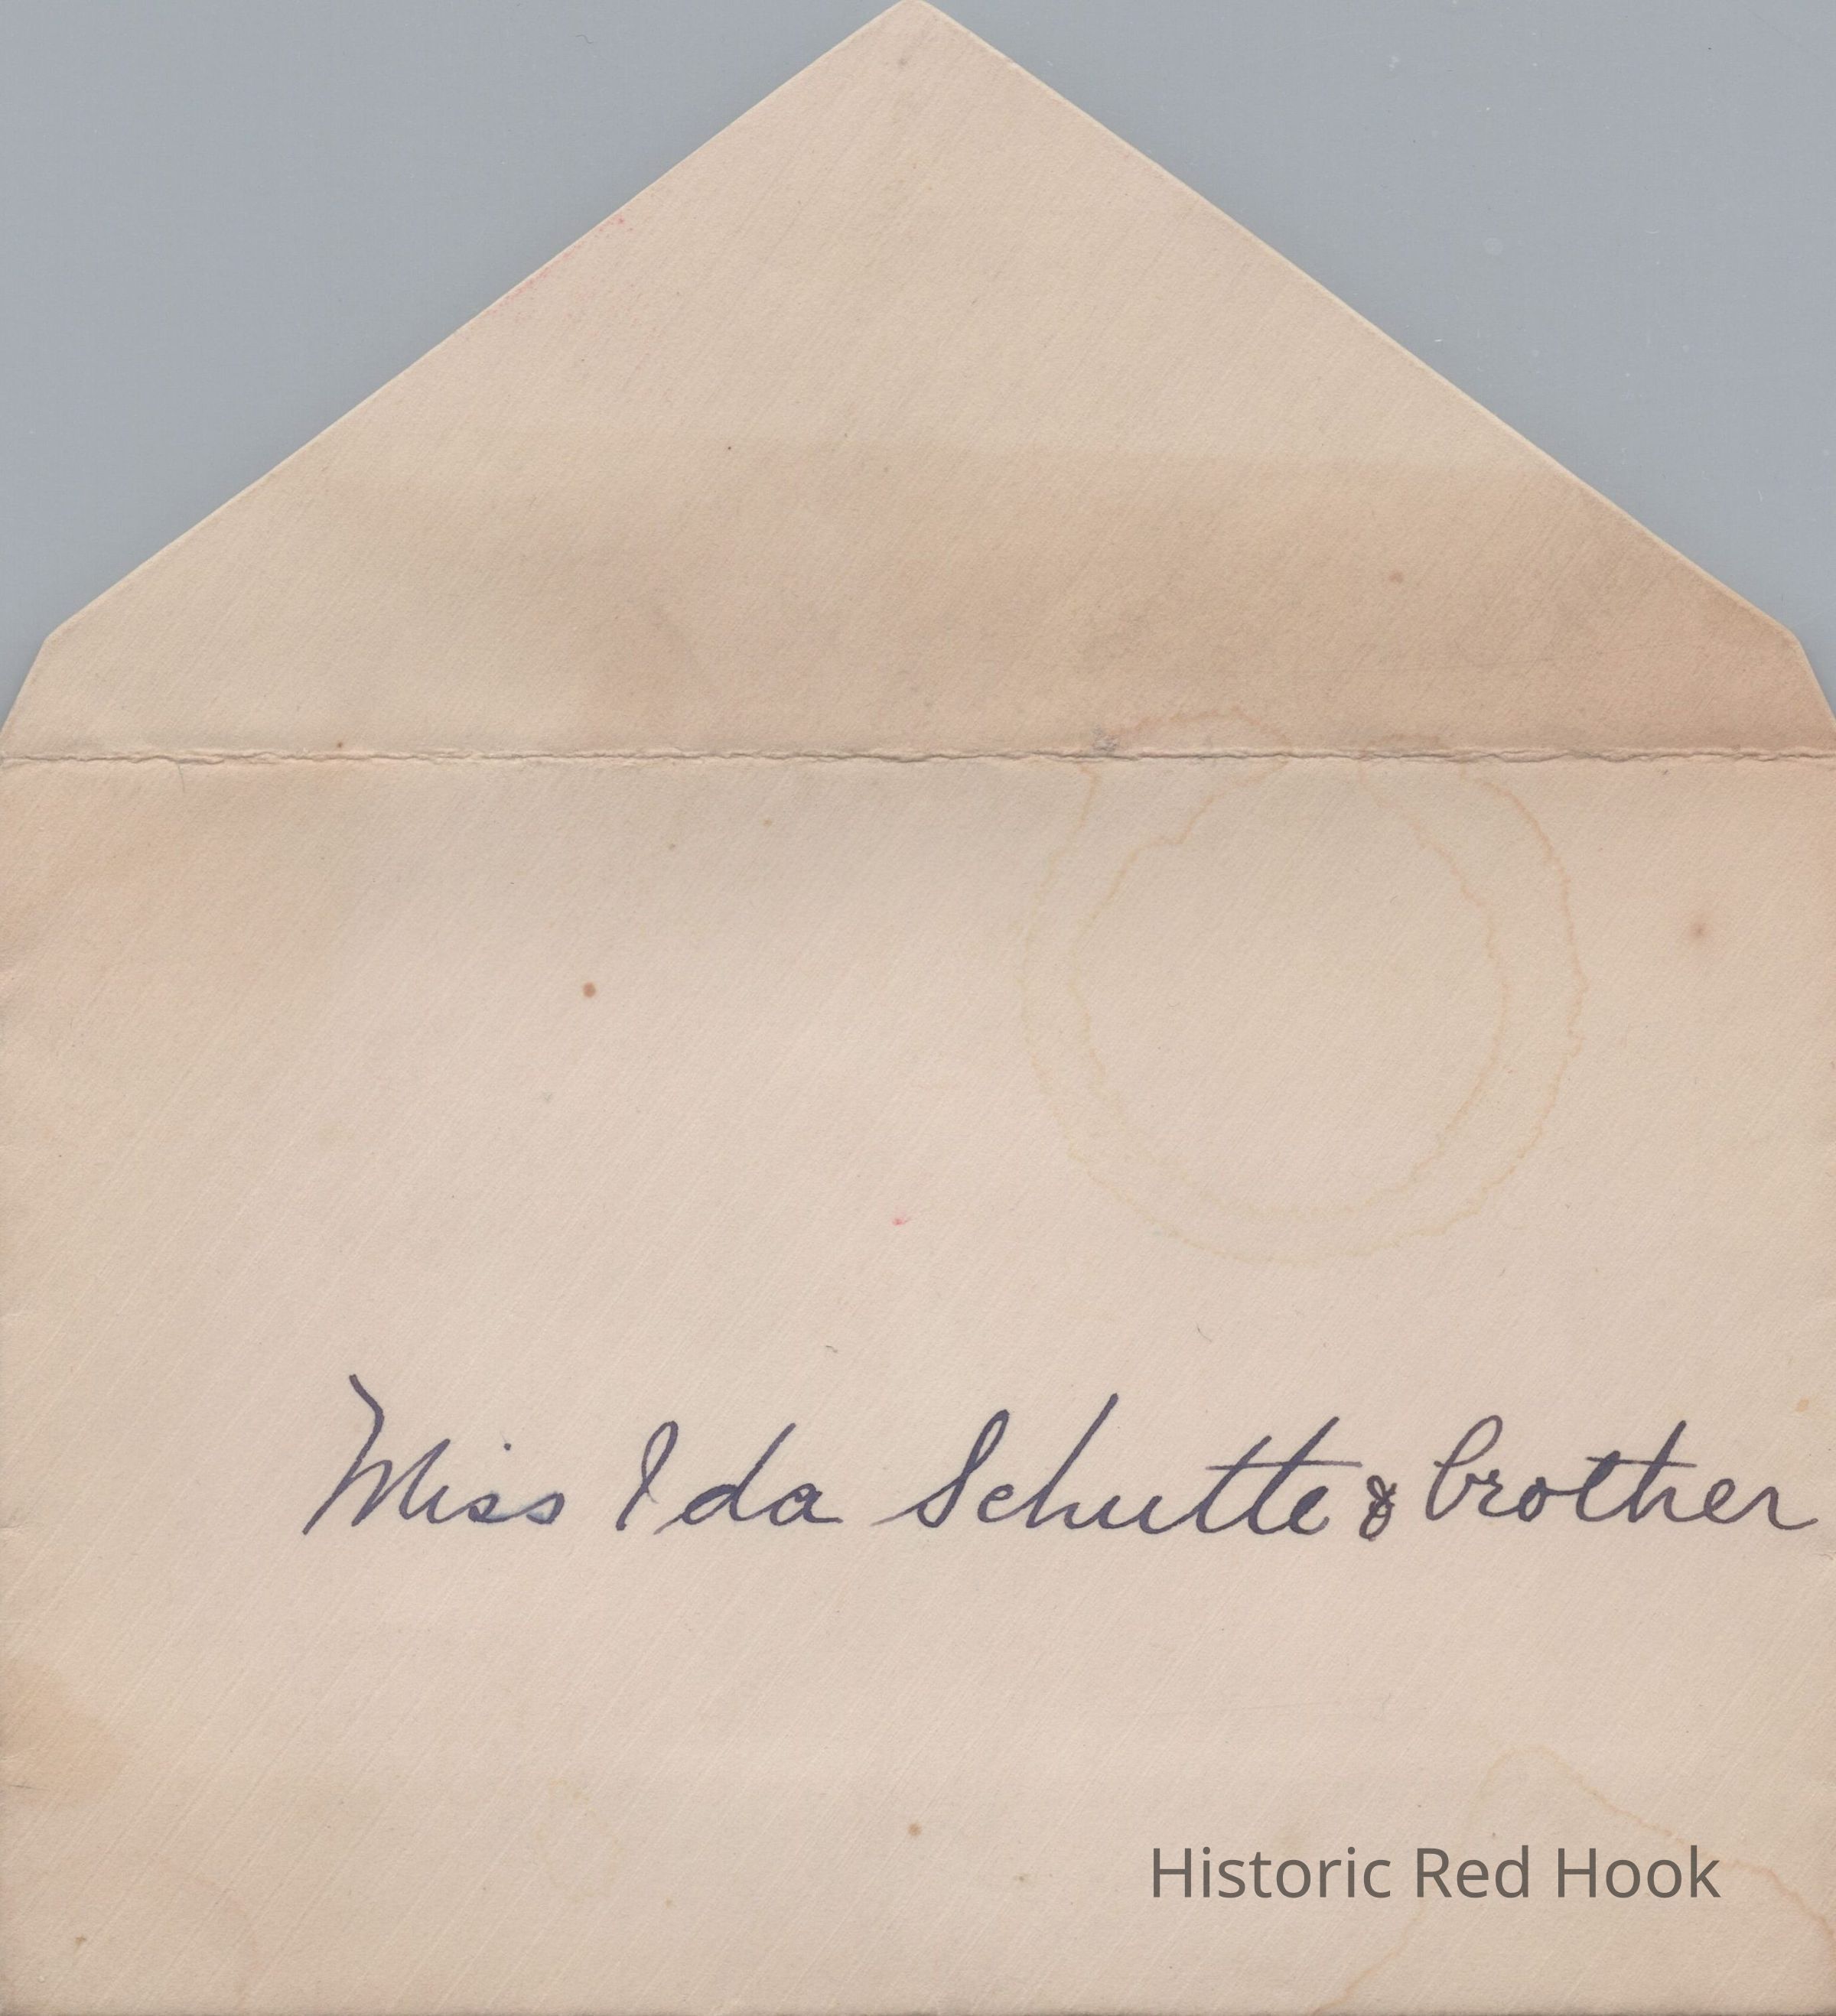 Miss Ida Schutte & brother
Historic Red Hook